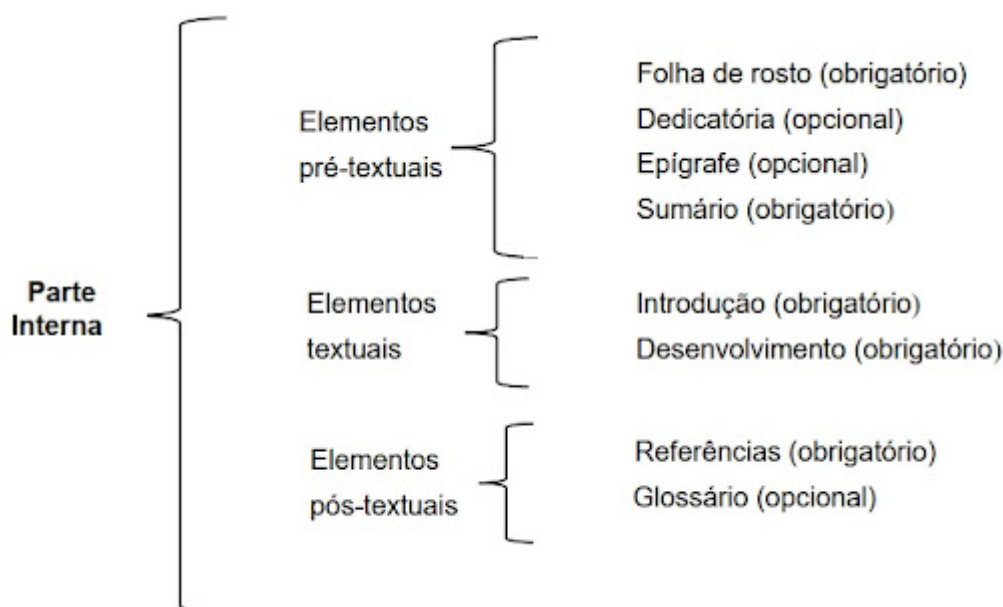 Parte
Interna
Elementos
pré-textuais
Folha de rosto (obrigatório)
Dedicatória (opcional)
Epígrafe (opcional)
Sumário (obrigatório)
Elementos
textuais
Introdução (obrigatório)
Desenvolvimento (obrigatório)
Elementos
pós-textuais
Referências (obrigatório)
Glossário (opcional)